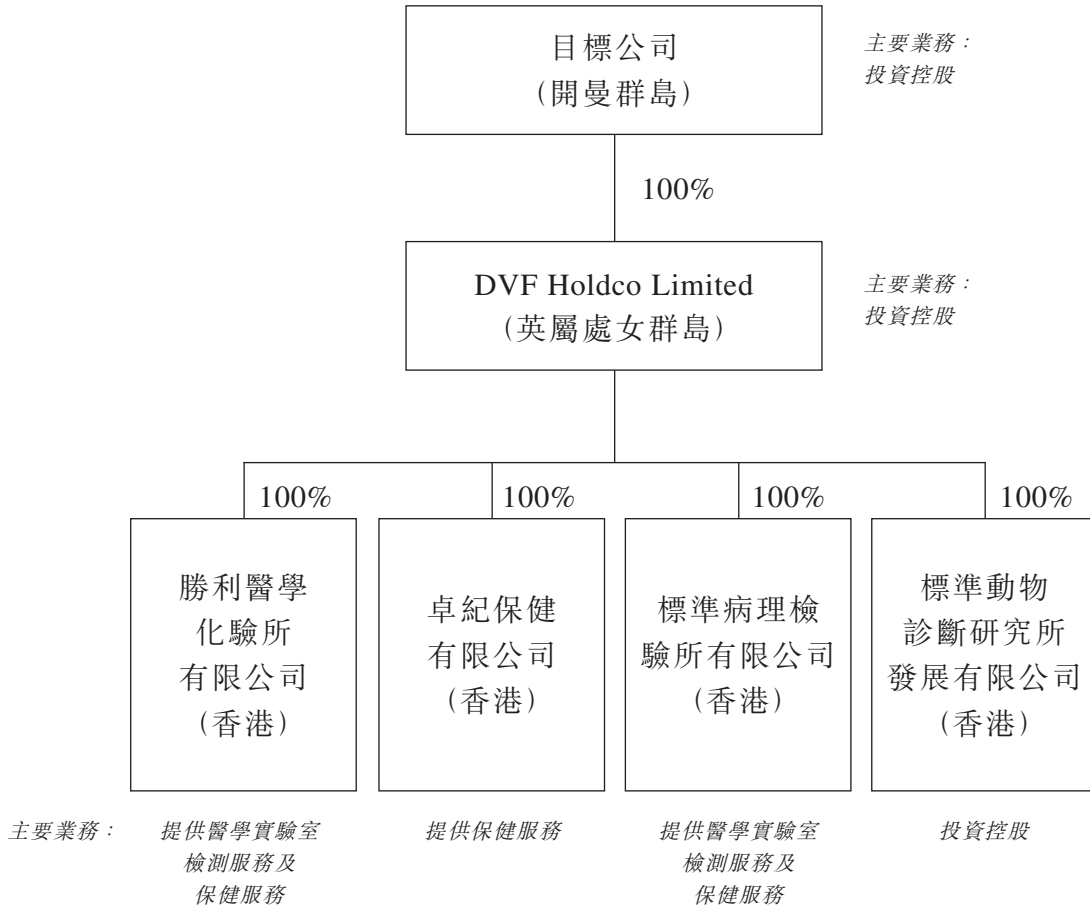 目標公司
（開曼群島）
主要業務：
投資控股
100%
DVF Holdco Limited
（英屬處女群島）
主要業務：
投資控股
100%
100%
100%
100%
勝利醫學
化驗所
有限公司
（香港）
卓紀保健
有限公司
（香港）
標準病理檢
驗所有限公司
（香港）
標準動物
診斷研究所
發展有限公司
（香港）
主要業務：
提供醫學實驗室
檢測服務及
保健服務
提供保健服務
提供醫學實驗室
檢測服務及
保健服務
投資控股